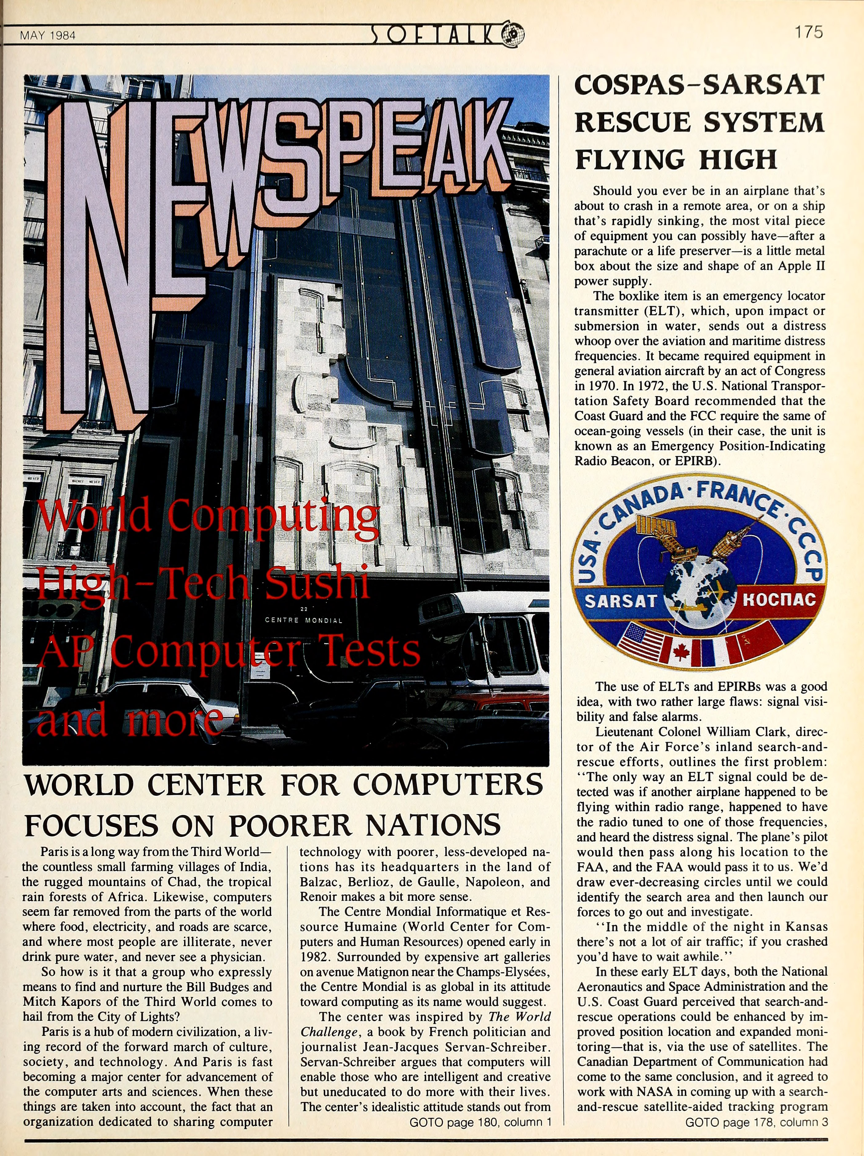 MAY 1984
SOFTALK
175
NEWSPEAK
World Computing
High-Tech Sushi
AP Computer Tests
and more
23
CENTRE MONDIAL
WORLD CENTER FOR COMPUTERS
FOCUSES ON POORER NATIONS
Paris is a long way from the Third World—
the countless small farming villages of India,
the rugged mountains of Chad, the tropical
rain forests of Africa. Likewise, computers
seem far removed from the parts of the world
where food, electricity, and roads are scarce,
and where most people are illiterate, never
drink pure water, and never see a physician.
So how is it that a group who expressly
means to find and nurture the Bill Budges and
Mitch Kapors of the Third World comes to
hail from the City of Lights?
Paris is a hub of modern civilization, a liv-
ing record of the forward march of culture,
society, and technology. And Paris is fast
becoming a major center for advancement of
the computer arts and sciences. When these
things are taken into account, the fact that an
organization dedicated to sharing computer
technology with poorer, less-developed na-
tions has its headquarters in the land of
Balzac, Berlioz, de Gaulle, Napoleon, and
Renoir makes a bit more sense.
The Centre Mondial Informatique et Res-
source Humaine (World Center for Com-
puters and Human Resources) opened early in
1982. Surrounded by expensive art galleries
on avenue Matignon near the Champs-Elysées,
the Centre Mondial is as global in its attitude
toward computing as its name would suggest.
The center was inspired by The World
Challenge, a book by French politician and
journalist Jean-Jacques Servan-Schreiber.
Servan-Schreiber argues that computers will
enable those who are intelligent and creative
but uneducated to do more with their lives.
The center's idealistic attitude stands out from
GOTO page 180, column 1
COSPAS-SARSAT
RESCUE SYSTEM
FLYING HIGH
Should you ever be in an airplane that's
about to crash in a remote area, or on a ship
that's rapidly sinking, the most vital piece
of equipment you can possibly have—after a
parachute or a life preserver—is a little metal
box about the size and shape of an Apple II
power supply.
The boxlike item is an emergency locator
transmitter (ELT), which, upon impact or
submersion in water, sends out a distress
whoop over the aviation and maritime distress
frequencies. It became required equipment in
general aviation aircraft by an act of Congress
in 1970. In 1972, the U.S. National Transpor-
tation Safety Board recommended that the
Coast Guard and the FCC require the same of
ocean-going vessels (in their case, the unit is
known as an Emergency Position-Indicating
Radio Beacon, or EPIRB).
USA·CANADA·FRANCE·CCCP
SARSAT
КОСПАС
The use of ELTs and EPIRBs was a good
idea, with two rather large flaws: signal visi-
bility and false alarms.
Lieutenant Colonel William Clark, direc-
tor of the Air Force's inland search-and-
rescue efforts, outlines the first problem:
‘‘The only way an ELT signal could be de-
tected was if another airplane happened to be
flying within radio range, happened to have
the radio tuned to one of those frequencies,
and heard the distress signal. The plane's pilot
would then pass along his location to the
FAA, and the FAA would pass it to us. We'd
draw ever-decreasing circles until we could
identify the search area and then launch our
forces to go out and investigate.
‘‘In the middle of the night in Kansas
there's not a lot of air traffic; if you crashed
you'd have to wait awhile.’’
In these early ELT days, both the National
Aeronautics and Space Administration and the
U.S. Coast Guard perceived that search-and-
rescue operations could be enhanced by im-
proved position location and expanded moni-
toring—that is, via the use of satellites. The
Canadian Department of Communication had
come to the same conclusion, and it agreed to
work with NASA in coming up with a search-
and-rescue satellite-aided tracking program
GOTO page 178, column 3